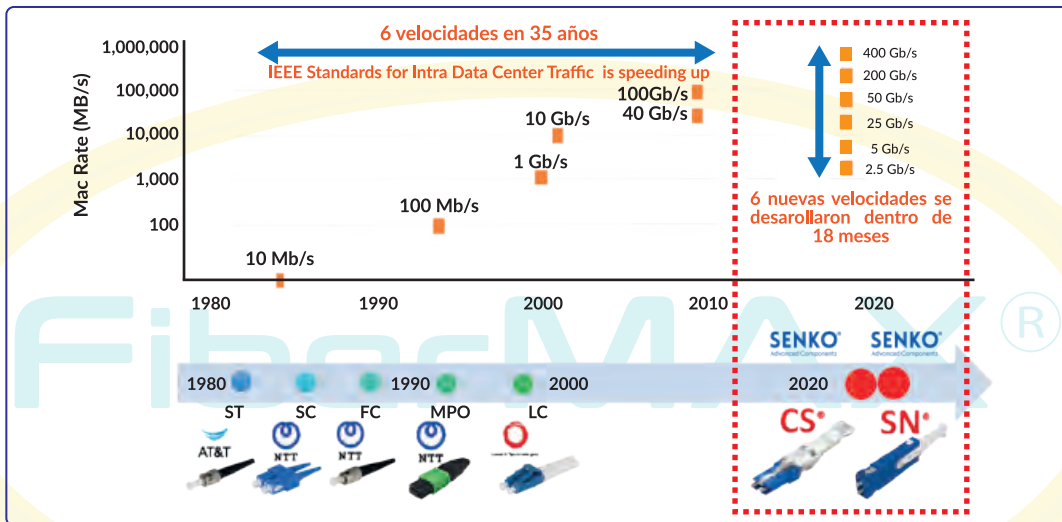 6 velocidades en 35 años
IEEE Standards for Intra Data Center Traffic is speeding up
Mac Rate (MB/s)
1,000,000
100,000
10,000
1,000
100
10 Mb/s
100 Mb/s
1 Gb/s
10 Gb/s
100Gb/s
40 Gb/s
400 Gb/s
200 Gb/s
50 Gb/s
25 Gb/s
5 Gb/s
2.5 Gb/s
6 nuevas velocidades se
desarollaron dentro de
18 meses
1980
1990
2000
2010
2020
FiberMAX®
SENKO®
Advanced Components
SENKO®
Advanced Components
1980
1990
2000
2020
ST
SC
FC
MPO
LC
CS®
SN®
AT&T
NTT
NTT
NTT